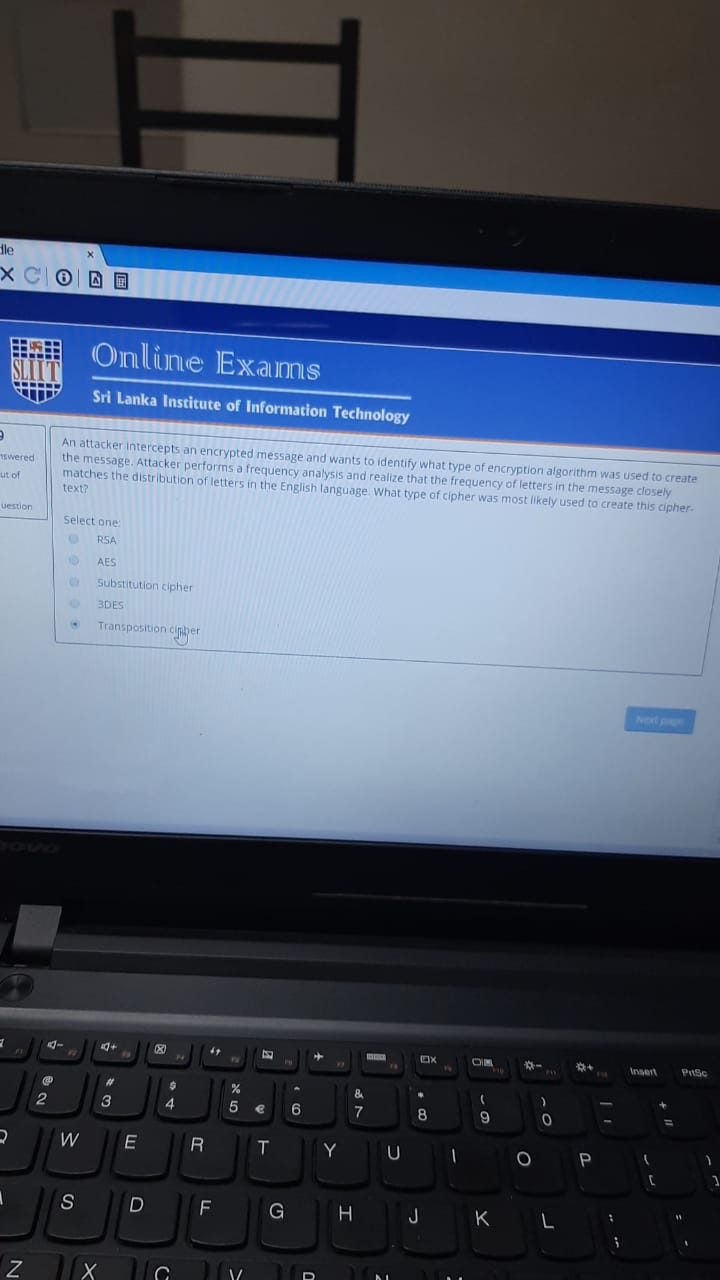 dle
SLIIT
Online Exams
Sri Lanka Institute of Information Technology
nswered
ut of
uestion
An attacker intercepts an encrypted message and wants to identify what type of encryption algorithm was used to create
the message. Attacker performs a frequency analysis and realize that the frequency of letters in the message closely
matches the distribution of letters in the English language. What type of cipher was most likely used to create this cipher-
text?
Select one:
RSA
AES
Substitution cipher
3DES
Transposition cipher
Next page
Insert PrtSc
@ # $ % ^ & * ( ) _ +
2 3 4 5 € 6 7 8 9 0 - =
W E R T Y U I O P { [
S D F G H J K L : ; " '
Z X C V